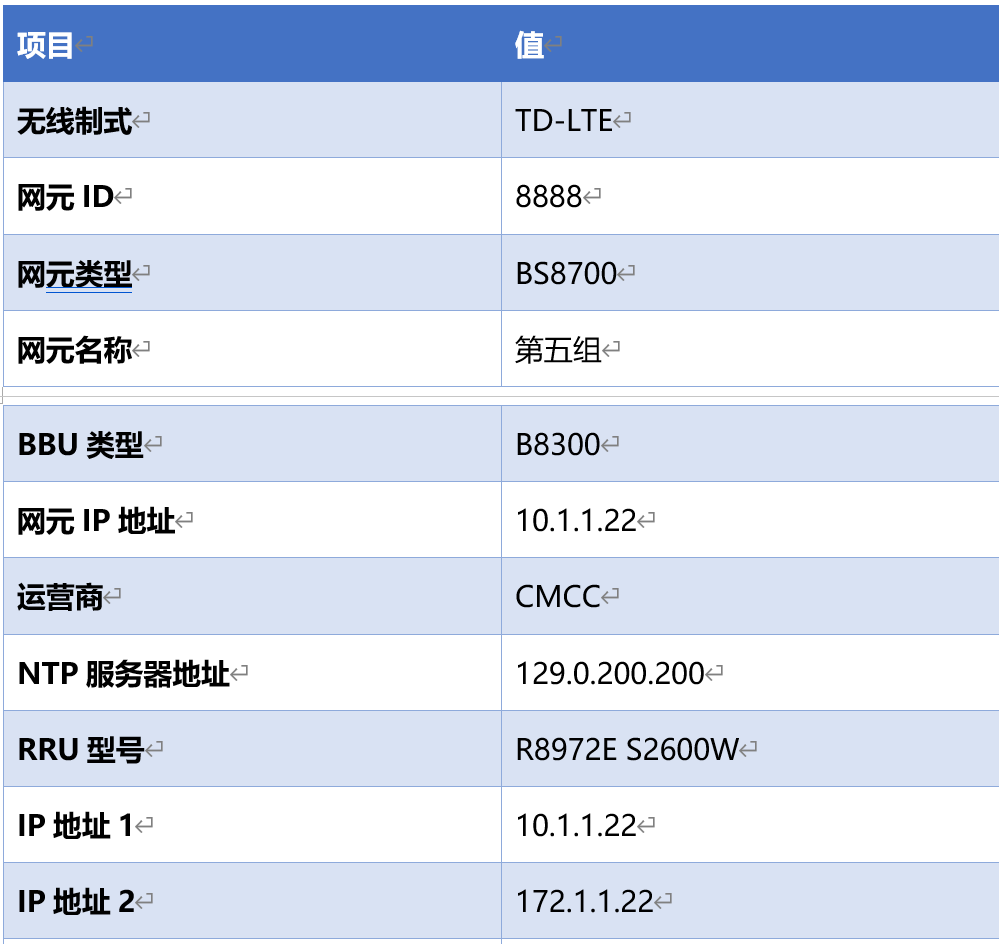 项目 值
无线制式 TD-LTE
网元 ID 8888
网元类型 BS8700
网元名称 第五组
BBU 类型 B8300
网元 IP 地址 10.1.1.22
运营商 CMCC
NTP 服务器地址 129.0.200.200
RRU 型号 R8972E S2600W
IP 地址 1 10.1.1.22
IP 地址 2 172.1.1.22